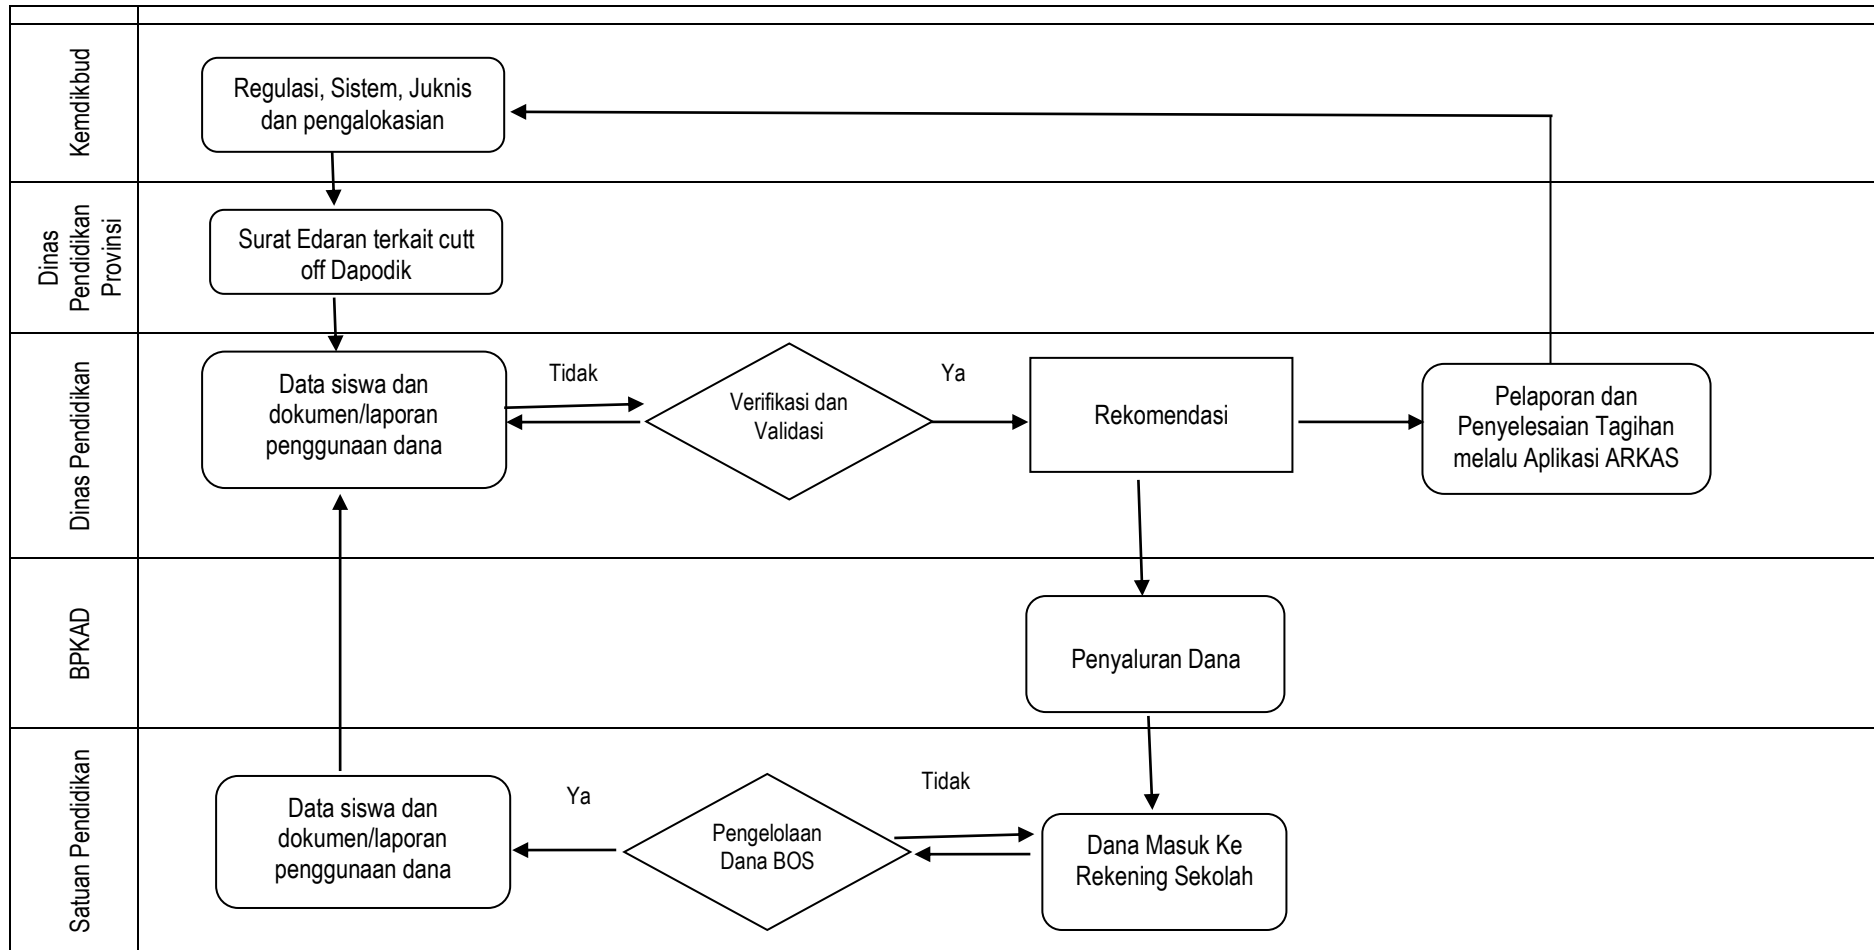 Kemdikbud
Regulasi, Sistem, Juknis
dan pengalokasian
Dinas
Pendidikan
Provinsi
Surat Edaran terkait cutt
off Dapodik
Dinas Pendidikan
Data siswa dan
dokumen/laporan
penggunaan dana
Tidak
Verifikasi dan
Validasi
Ya
Rekomendasi
Pelaporan dan
Penyelesaian Tagihan
melalu Aplikasi ARKAS
BPKAD
Penyaluran Dana
Satuan Pendidikan
Data siswa dan
dokumen/laporan
penggunaan dana
Ya
Pengelolaan
Dana BOS
Tidak
Dana Masuk Ke
Rekening Sekolah